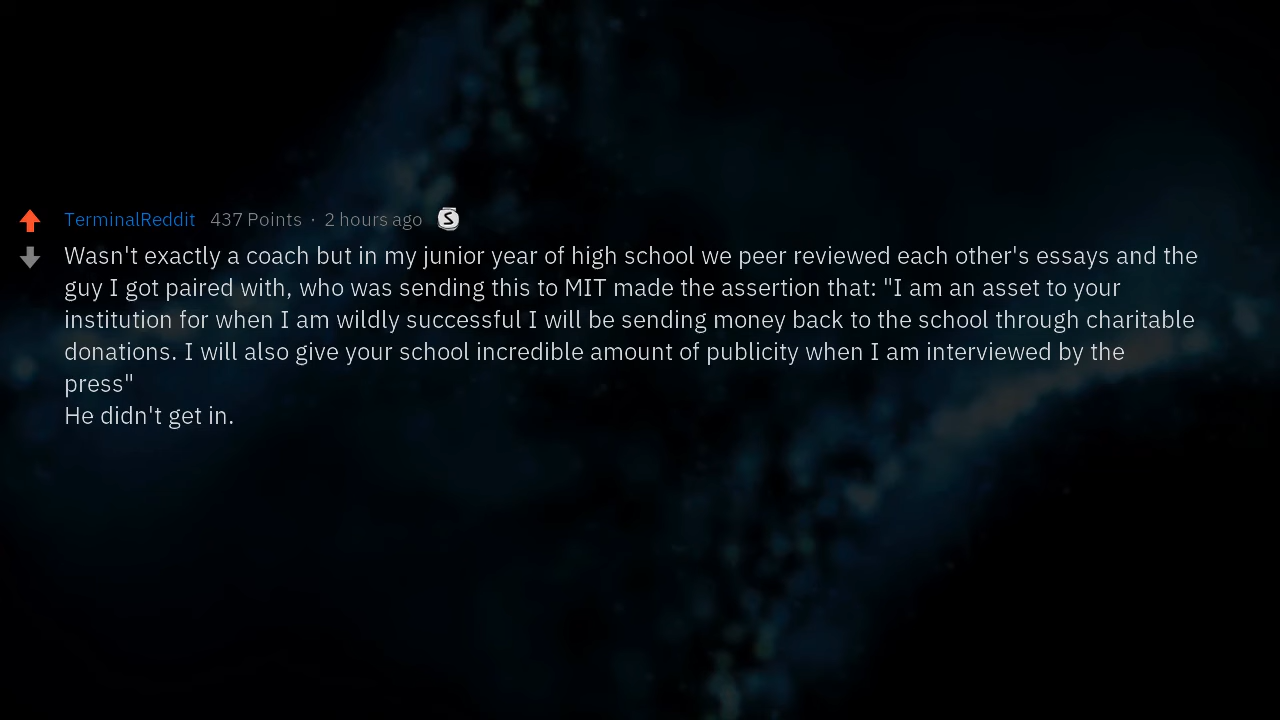 TerminalReddit 437 Points · 2 hours ago S
Wasn't exactly a coach but in my junior year of high school we peer reviewed each other's essays and the
guy I got paired with, who was sending this to MIT made the assertion that: "I am an asset to your
institution for when I am wildly successful I will be sending money back to the school through charitable
donations. I will also give your school incredible amount of publicity when I am interviewed by the
press"
He didn't get in.